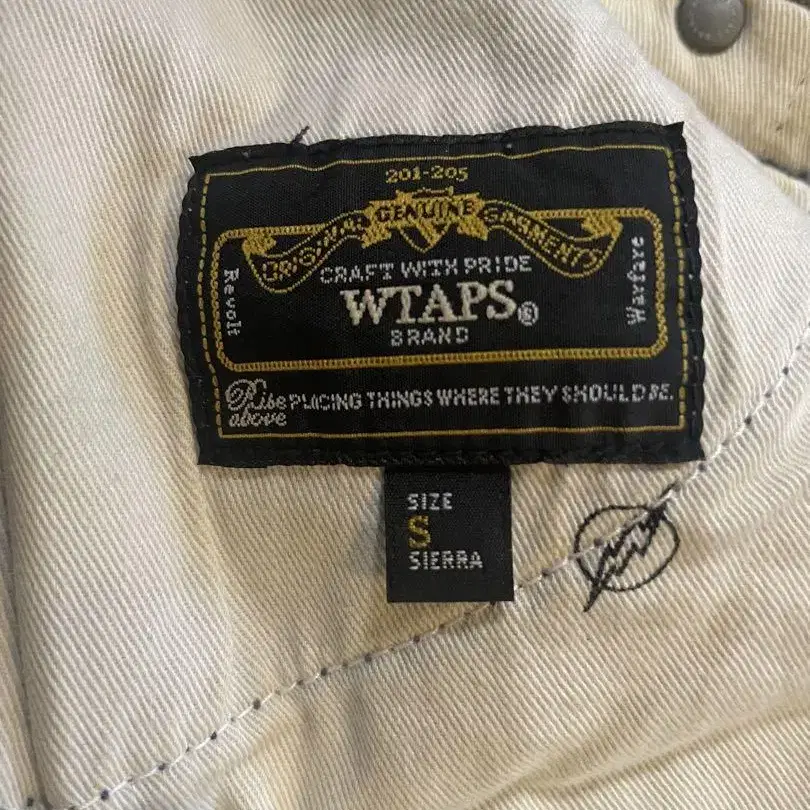 201-205
ORIGINAL GENUINE GARMENTS
CRAFT WITH PRIDE
Revolt
WTAPS®
Warfare
BRAND
Rise above
PLACING THINGS WHERE THEY SHOULD BE.
SIZE
S
SIERRA